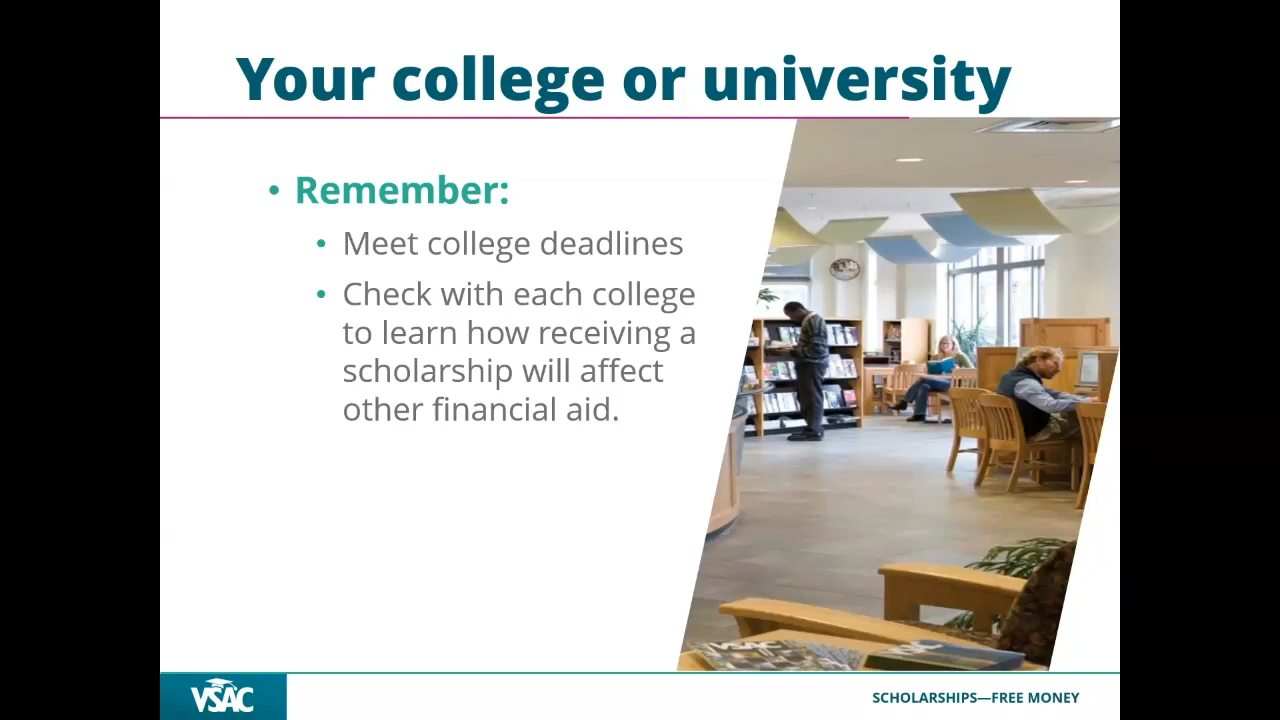 Your college or university
• Remember:
• Meet college deadlines
• Check with each college
to learn how receiving a
scholarship will affect
other financial aid.
VSAC
VSAC
SCHOLARSHIPS—FREE MONEY